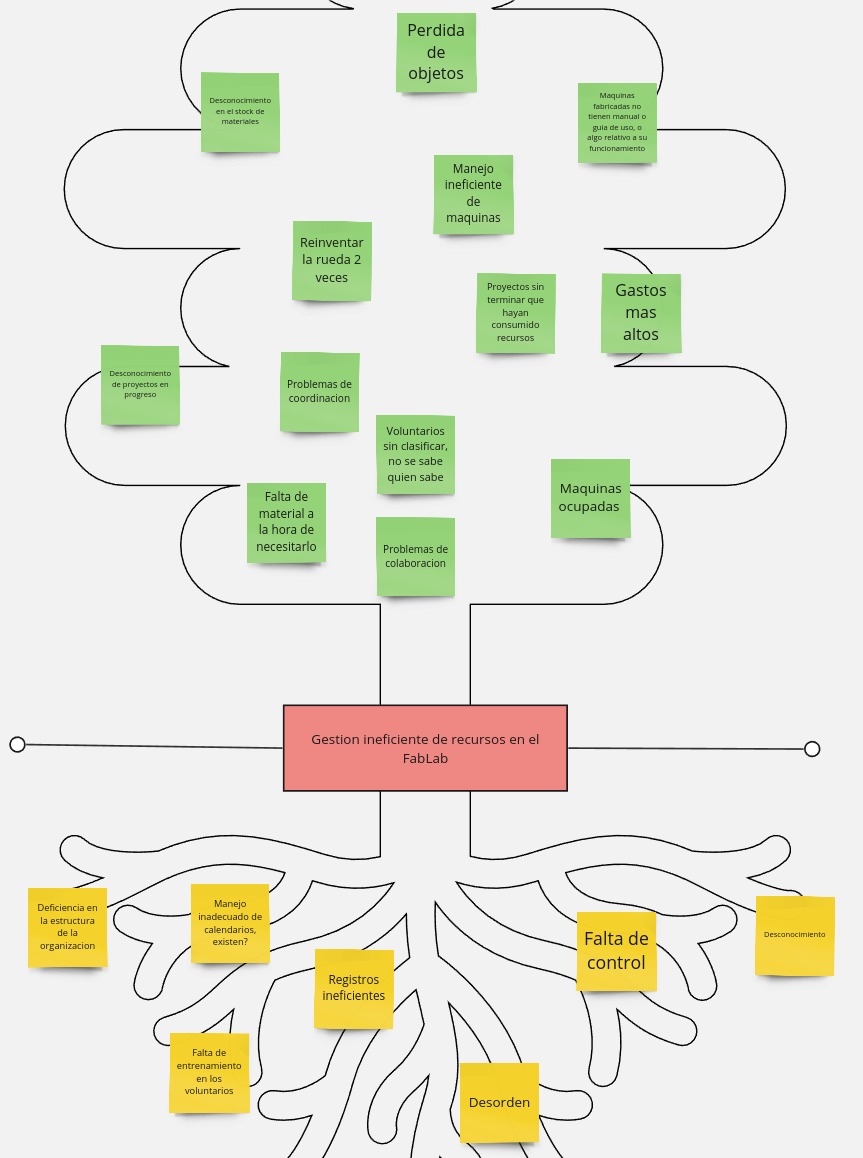 Perdida
de
objetos
Desconocimiento
en el stock de
materiales
Maquinas
fabricadas no
tienen manual o
guia de uso, o
algo relativo a su
funcionamiento
Manejo
ineficiente
de
maquinas
Reinventar
la rueda 2
veces
Proyectos sin
terminar que
hayan
consumido
recursos
Gastos
mas
altos
Desconocimiento
de proyectos en
progreso
Problemas de
coordinacion
Voluntarios
sin clasificar,
no se sabe
quien sabe
Maquinas
ocupadas
Falta de
material a
la hora de
necesitarlo
Problemas de
colaboracion
Gestion ineficiente de recursos en el
FabLab
Deficiencia en
la estructura
de la
organizacion
Manejo
inadecuado de
calendarios,
existen?
Falta de
control
Desconocimiento
Registros
ineficientes
Falta de
entrenamiento
en los
voluntarios
Desorden